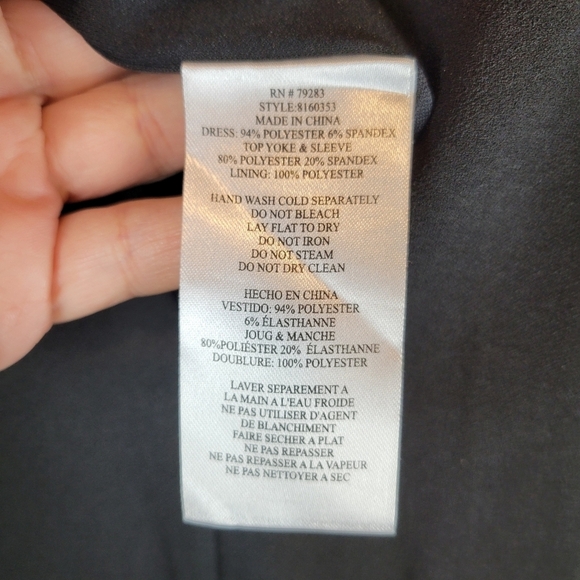 RN # 79283
STYLE:8160353
MADE IN CHINA
DRESS: 94% POLYESTER 6% SPANDEX
TOP YOKE & SLEEVE
80% POLYESTER 20% SPANDEX
LINING: 100% POLYESTER
HAND WASH COLD SEPARATELY
DO NOT BLEACH
LAY FLAT TO DRY
DO NOT IRON
DO NOT STEAM
DO NOT DRY CLEAN
HECHO EN CHINA
VESTIDO: 94% POLYESTER
6% ÉLASTHANNE
JOUG & MANCHE
80%POLIÉSTER 20% ÉLASTHANNE
DOUBLURE: 100% POLYESTER
LAVER SEPAREMENT A
LA MAIN A L'EAU FROIDE
NE PAS UTILISER D'AGENT
DE BLANCHIMENT
FAIRE SECHER A PLAT
NE PAS REPASSER
NE PAS REPASSER A LA VAPEUR
NE PAS NETTOYER A SEC